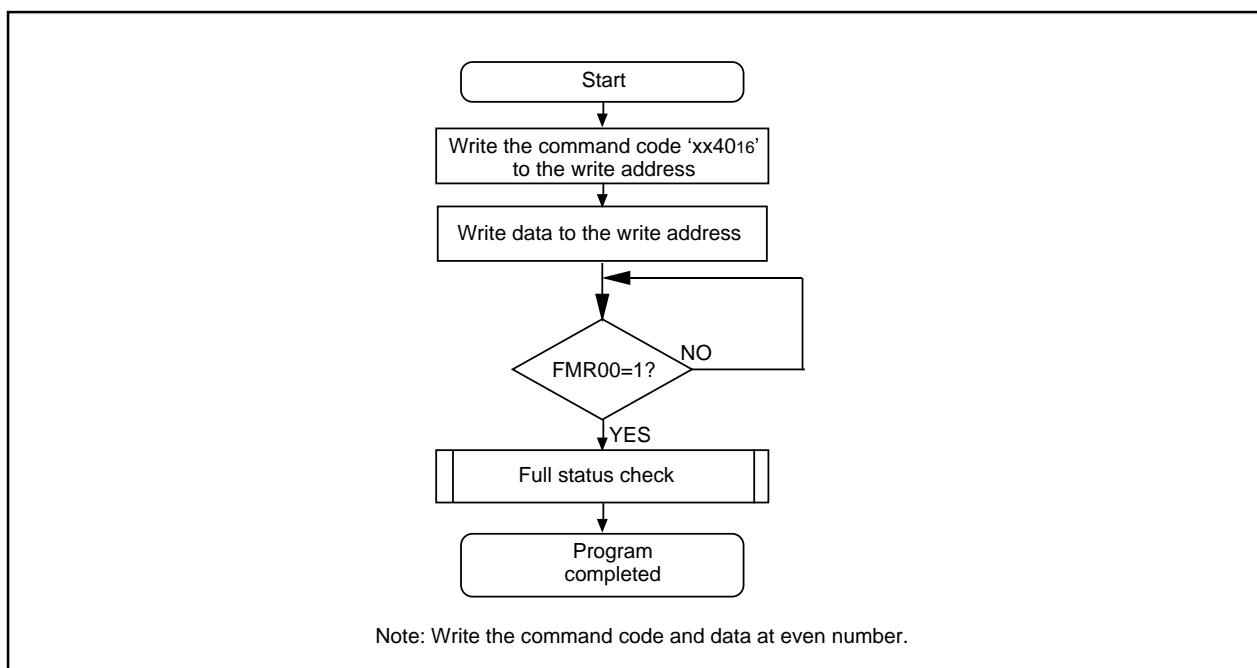 Start
Write the command code ‘xx4016’
to the write address
Write data to the write address
FMR00=1?
NO
YES
Full status check
Program
completed
Note: Write the command code and data at even number.